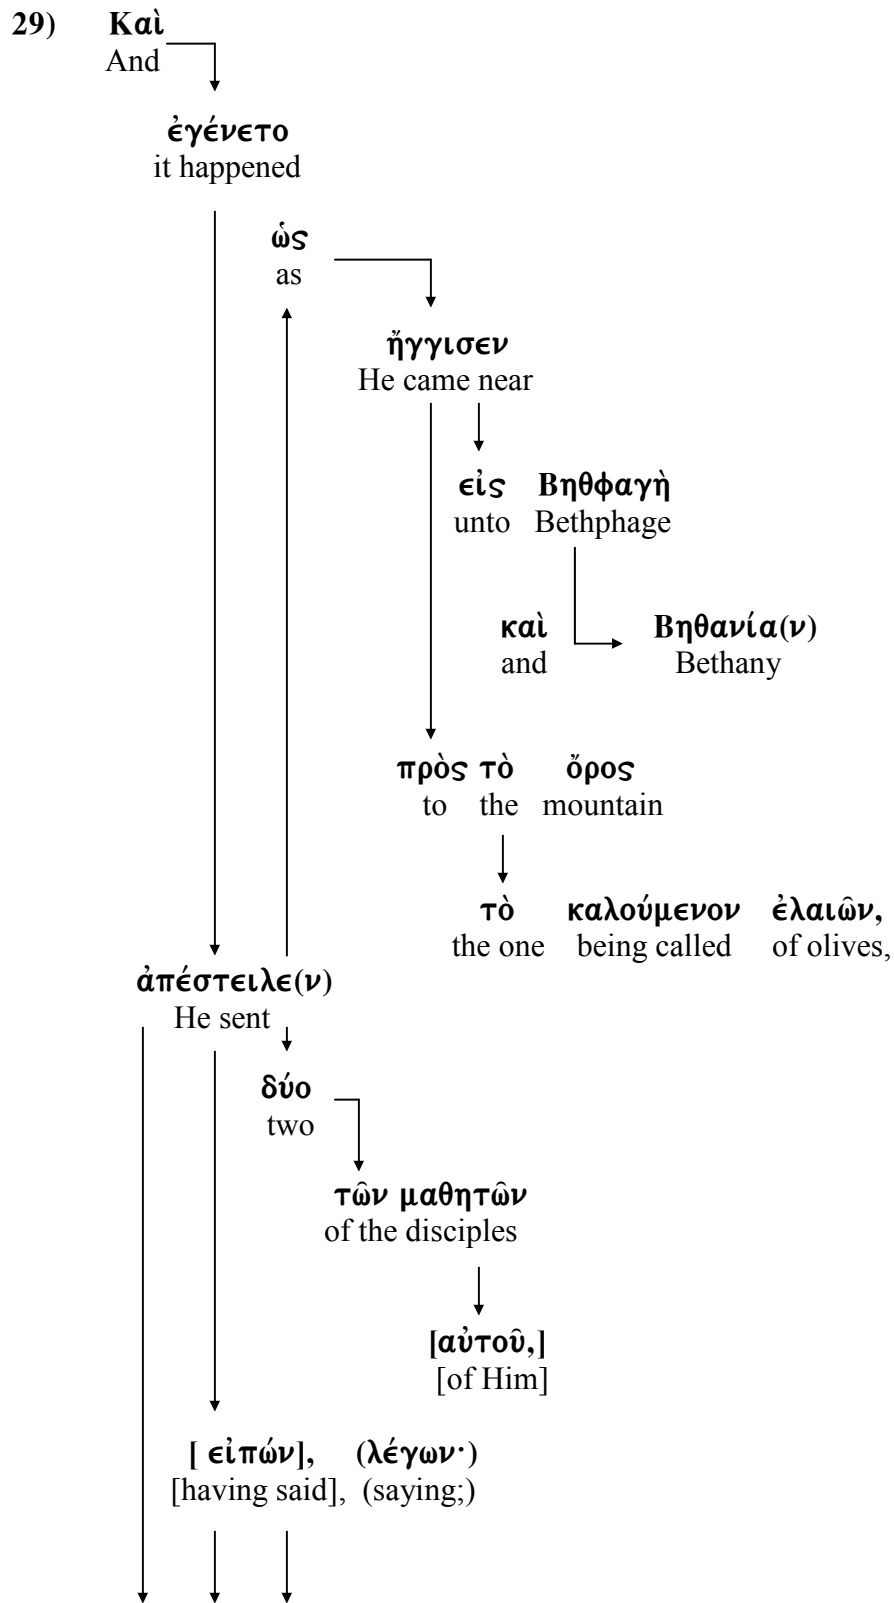 29) Καὶ
And
ἐγένετο
it happened
ὡς
as
ἤγγισεν
He came near
εἰς Βηθφαγὴ
unto Bethphage
καὶ Βηθανία(ν)
and Bethany
πρὸς τὸ ὄρος
to the mountain
τὸ καλούμενον ἐλαιῶν,
the one being called of olives,
ἀπέστειλε(ν)
He sent
δύο
two
τῶν μαθητῶν
of the disciples
[αὐτοῦ,]
[of Him]
[ εἰπών], (λέγων·)
[having said], (saying;)